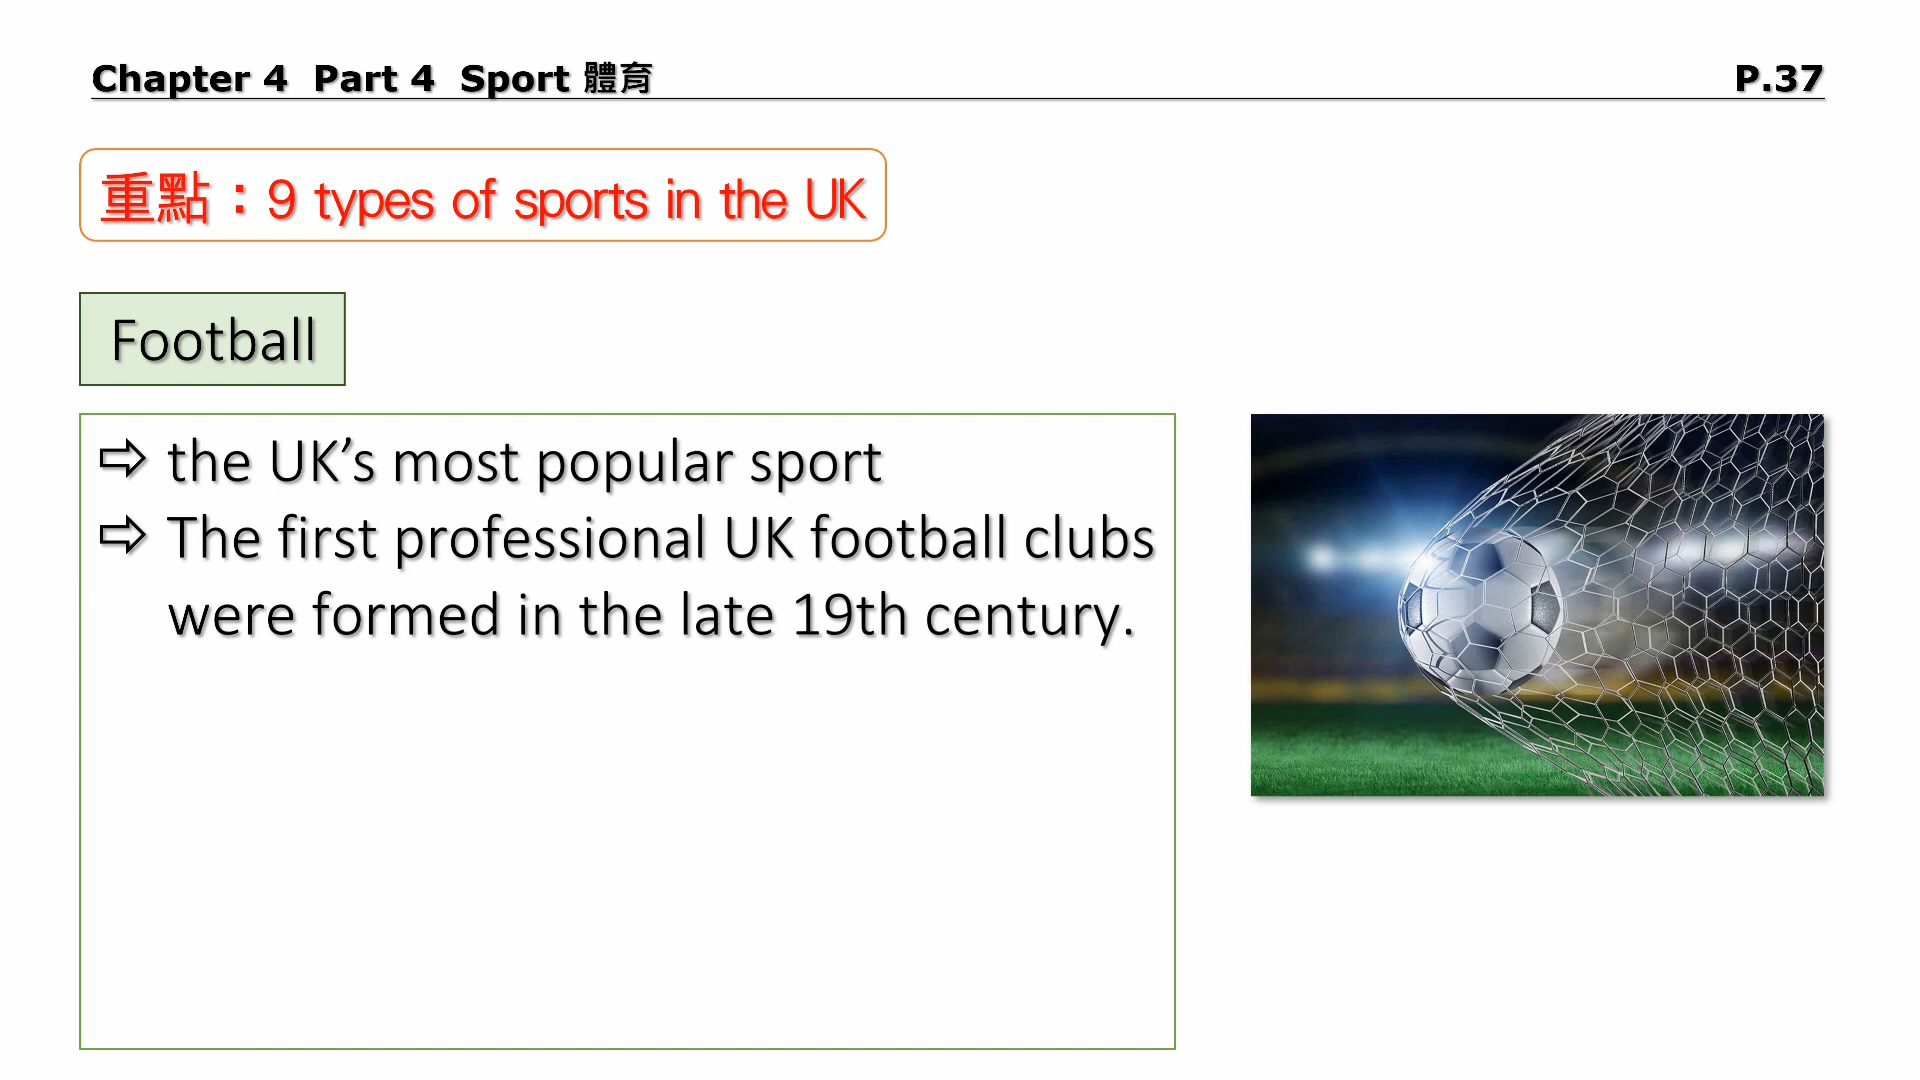 Chapter 4 Part 4 Sport 體育 P.37
重點：9 types of sports in the UK
Football
⇨ the UK’s most popular sport
⇨ The first professional UK football clubs
were formed in the late 19th century.